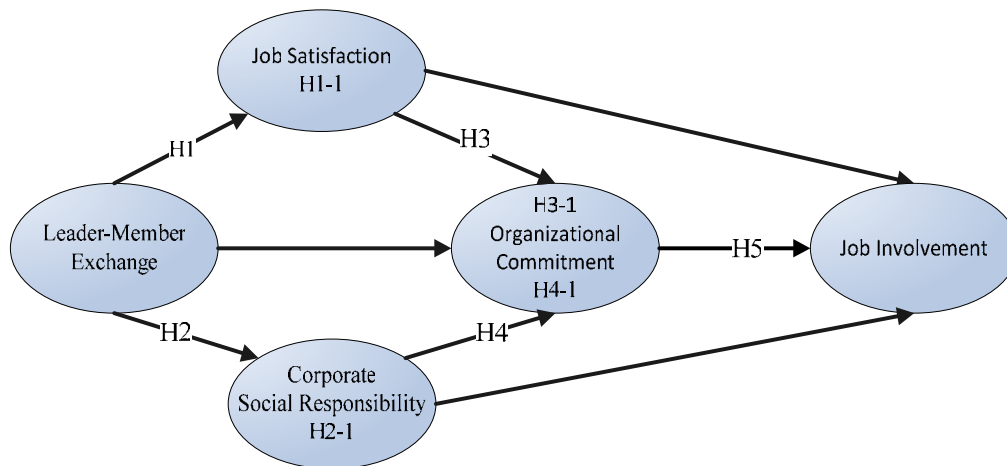 Job Satisfaction
H1-1
H1
H3
Leader-Member
Exchange
H3-1
Organizational
Commitment
H4-1
H5
Job Involvement
H2
H4
Corporate
Social Responsibility
H2-1